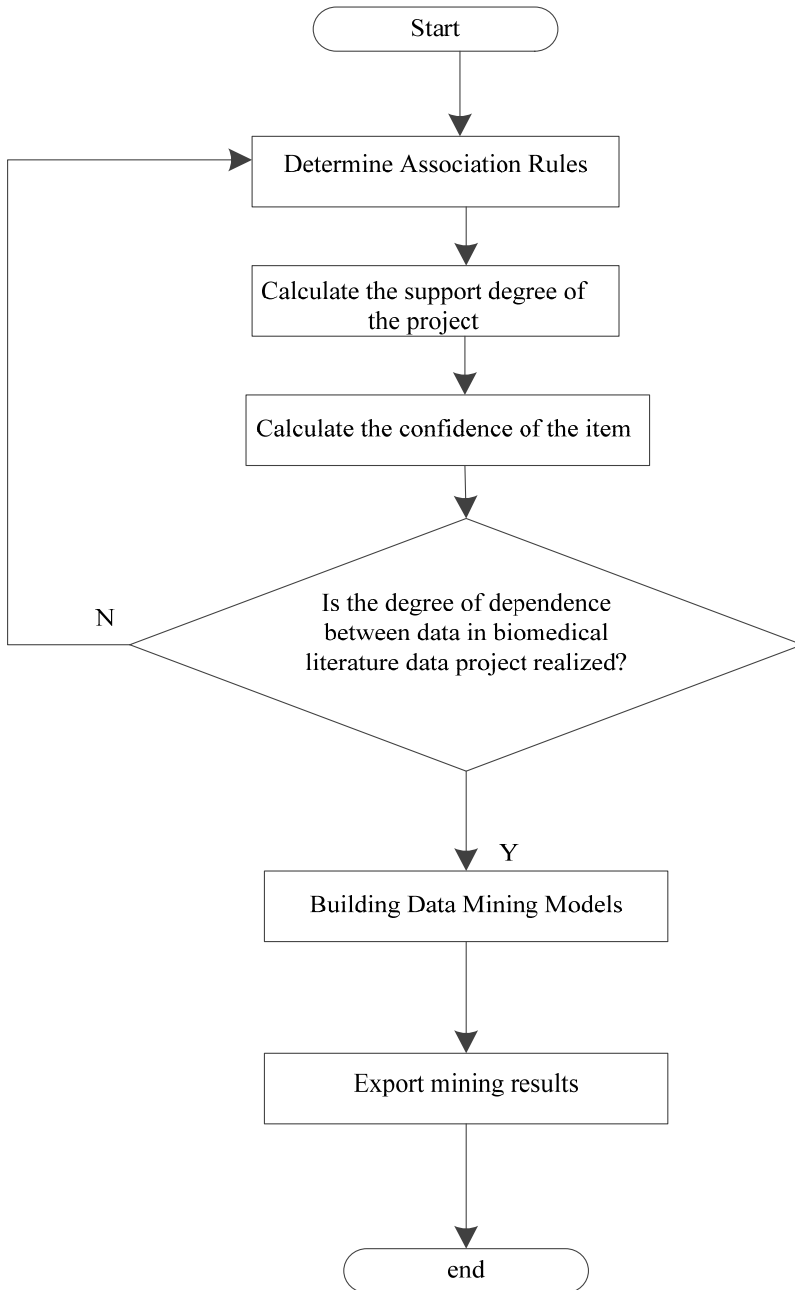 Start
Determine Association Rules
Calculate the support degree of
the project
Calculate the confidence of the item
Is the degree of dependence
between data in biomedical
literature data project realized?
N
Y
Building Data Mining Models
Export mining results
end